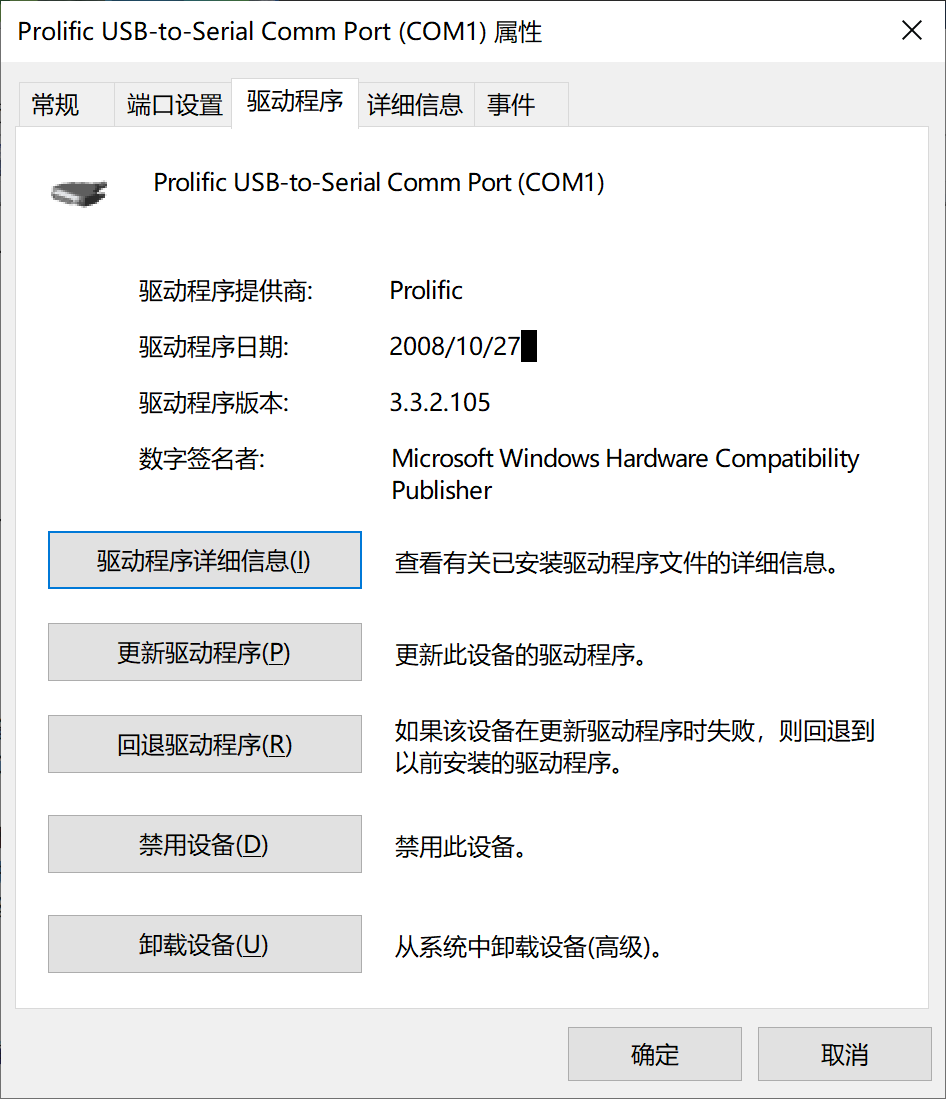 Prolific USB-to-Serial Comm Port (COM1) 属性
常规
端口设置
驱动程序
详细信息
事件
Prolific USB-to-Serial Comm Port (COM1)
驱动程序提供商: Prolific
驱动程序日期: 2008/10/27
驱动程序版本: 3.3.2.105
数字签名者: Microsoft Windows Hardware Compatibility
Publisher
驱动程序详细信息(I) 查看有关已安装驱动程序文件的详细信息。
更新驱动程序(P) 更新此设备的驱动程序。
回退驱动程序(R) 如果该设备在更新驱动程序时失败，则回退到
以前安装的驱动程序。
禁用设备(D) 禁用此设备。
卸载设备(U) 从系统中卸载设备(高级)。
确定
取消